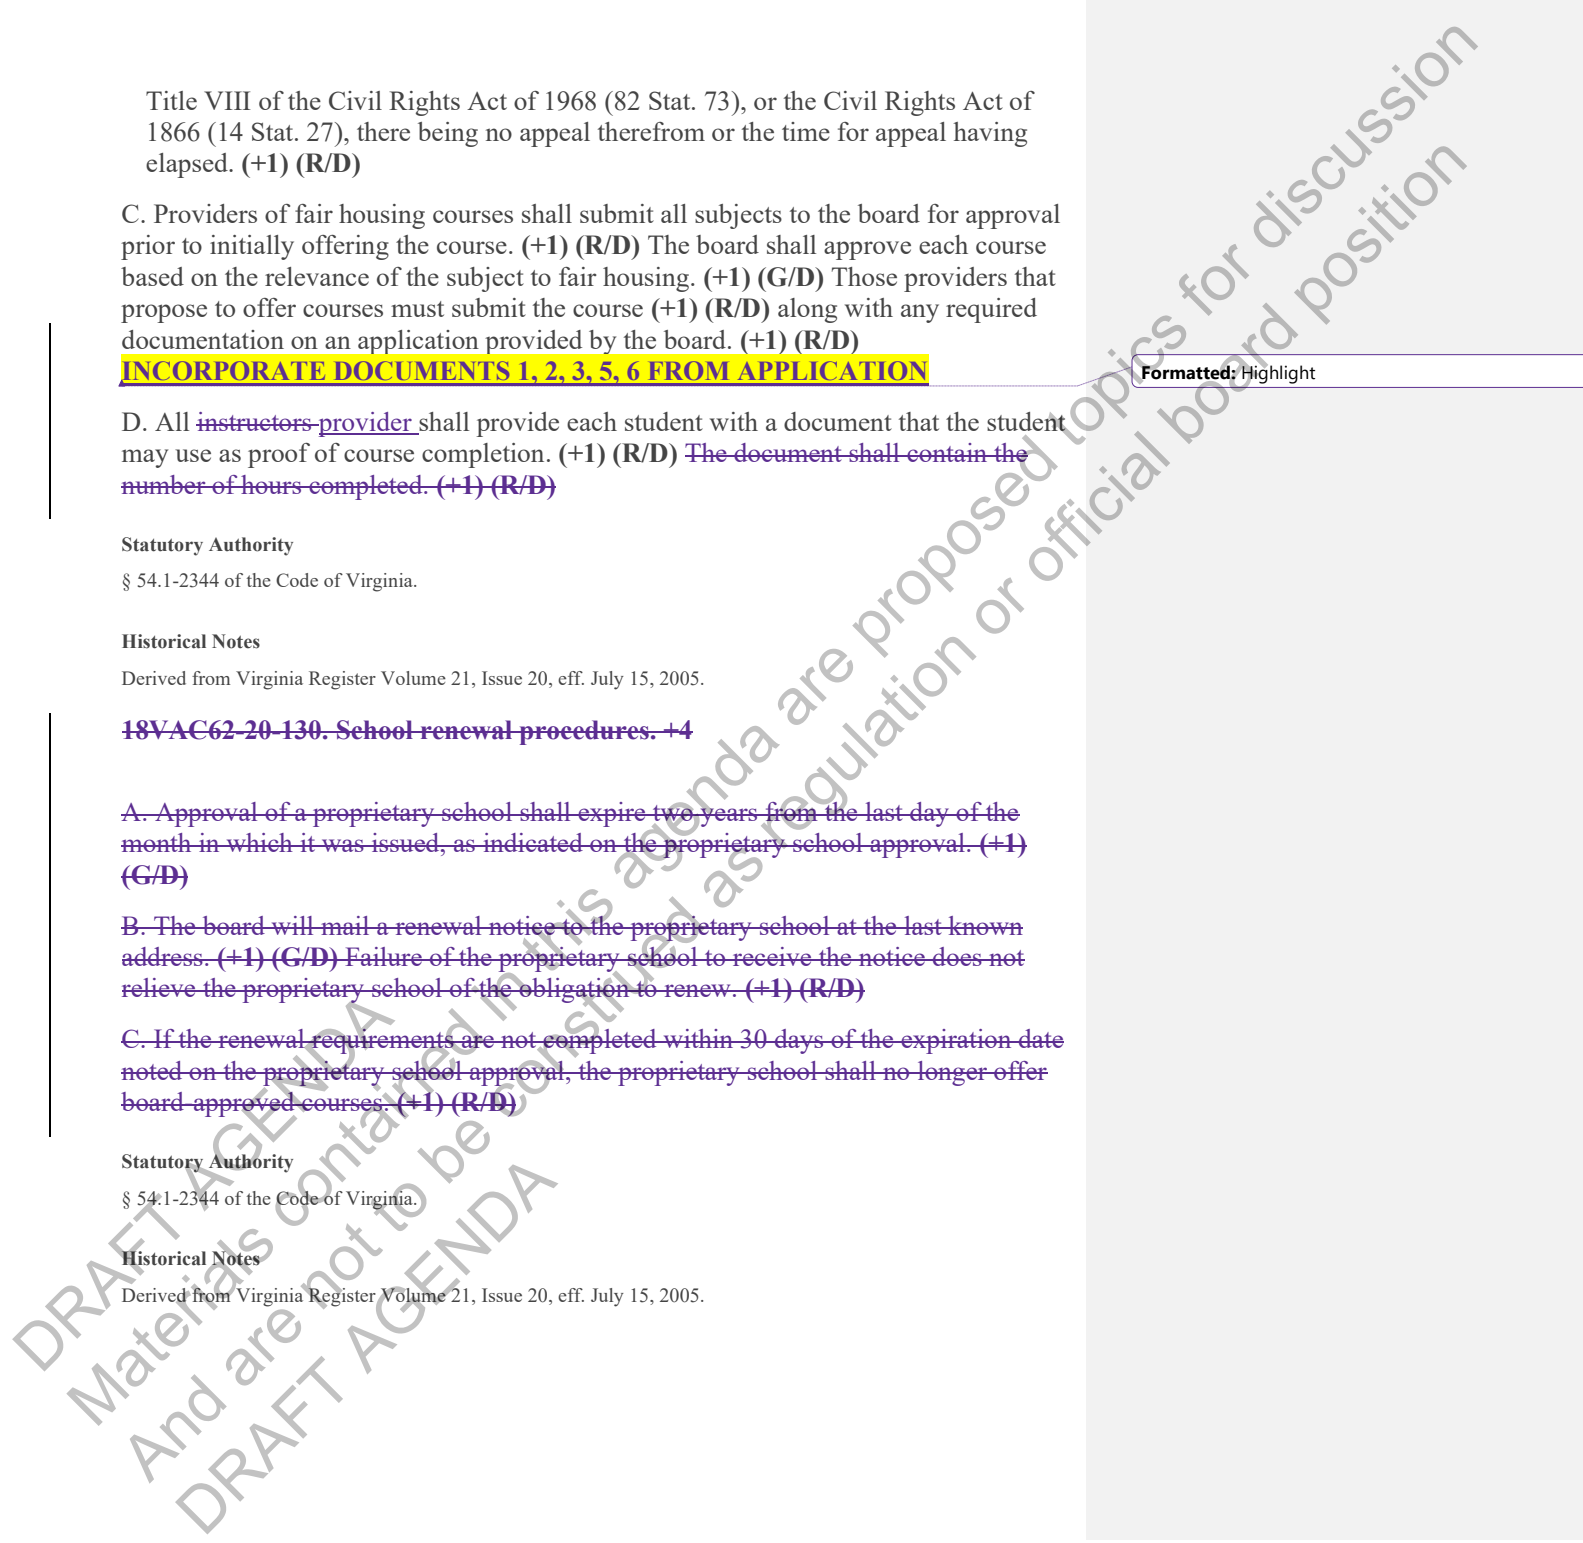 Title VIII of the Civil Rights Act of 1968 (82 Stat. 73), or the Civil Rights Act of
1866 (14 Stat. 27), there being no appeal therefrom or the time for appeal having
elapsed. (+1) (R/D)
C. Providers of fair housing courses shall submit all subjects to the board for approval
prior to initially offering the course. (+1) (R/D) The board shall approve each course
based on the relevance of the subject to fair housing. (+1) (G/D) Those providers that
propose to offer courses must submit the course (+1) (R/D) along with any required
documentation on an application provided by the board. (+1) (R/D)
INCORPORATE DOCUMENTS 1, 2, 3, 5, 6 FROM APPLICATION
Formatted: Highlight
D. All instructors provider shall provide each student with a document that the student
may use as proof of course completion. (+1) (R/D) The document shall contain the
number of hours completed. (+1) (R/D)
Statutory Authority
§ 54.1-2344 of the Code of Virginia.
Historical Notes
Derived from Virginia Register Volume 21, Issue 20, eff. July 15, 2005.
18VAC62-20-130. School renewal procedures. +4
A. Approval of a proprietary school shall expire two years from the last day of the
month in which it was issued, as indicated on the proprietary school approval. (+1)
(G/D)
B. The board will mail a renewal notice to the proprietary school at the last known
address. (+1) (G/D) Failure of the proprietary school to receive the notice does not
relieve the proprietary school of the obligation to renew. (+1) (R/D)
C. If the renewal requirements are not completed within 30 days of the expiration date
noted on the proprietary school approval, the proprietary school shall no longer offer
board-approved courses. (+1) (R/D)
Statutory Authority
§ 54.1-2344 of the Code of Virginia.
Historical Notes
Derived from Virginia Register Volume 21, Issue 20, eff. July 15, 2005.
DRAFT AGENDA
Materials contained in this agenda are proposed topics for discussion
And are not to be construed as regulation or official board position
DRAFT AGENDA